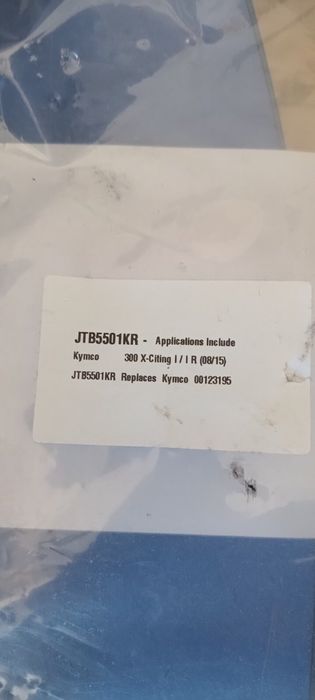 JTB5501KR - Applications Include
Kymco 300 X-Citing I / I R (08/15)
JTB5501KR Replaces Kymco 00123195